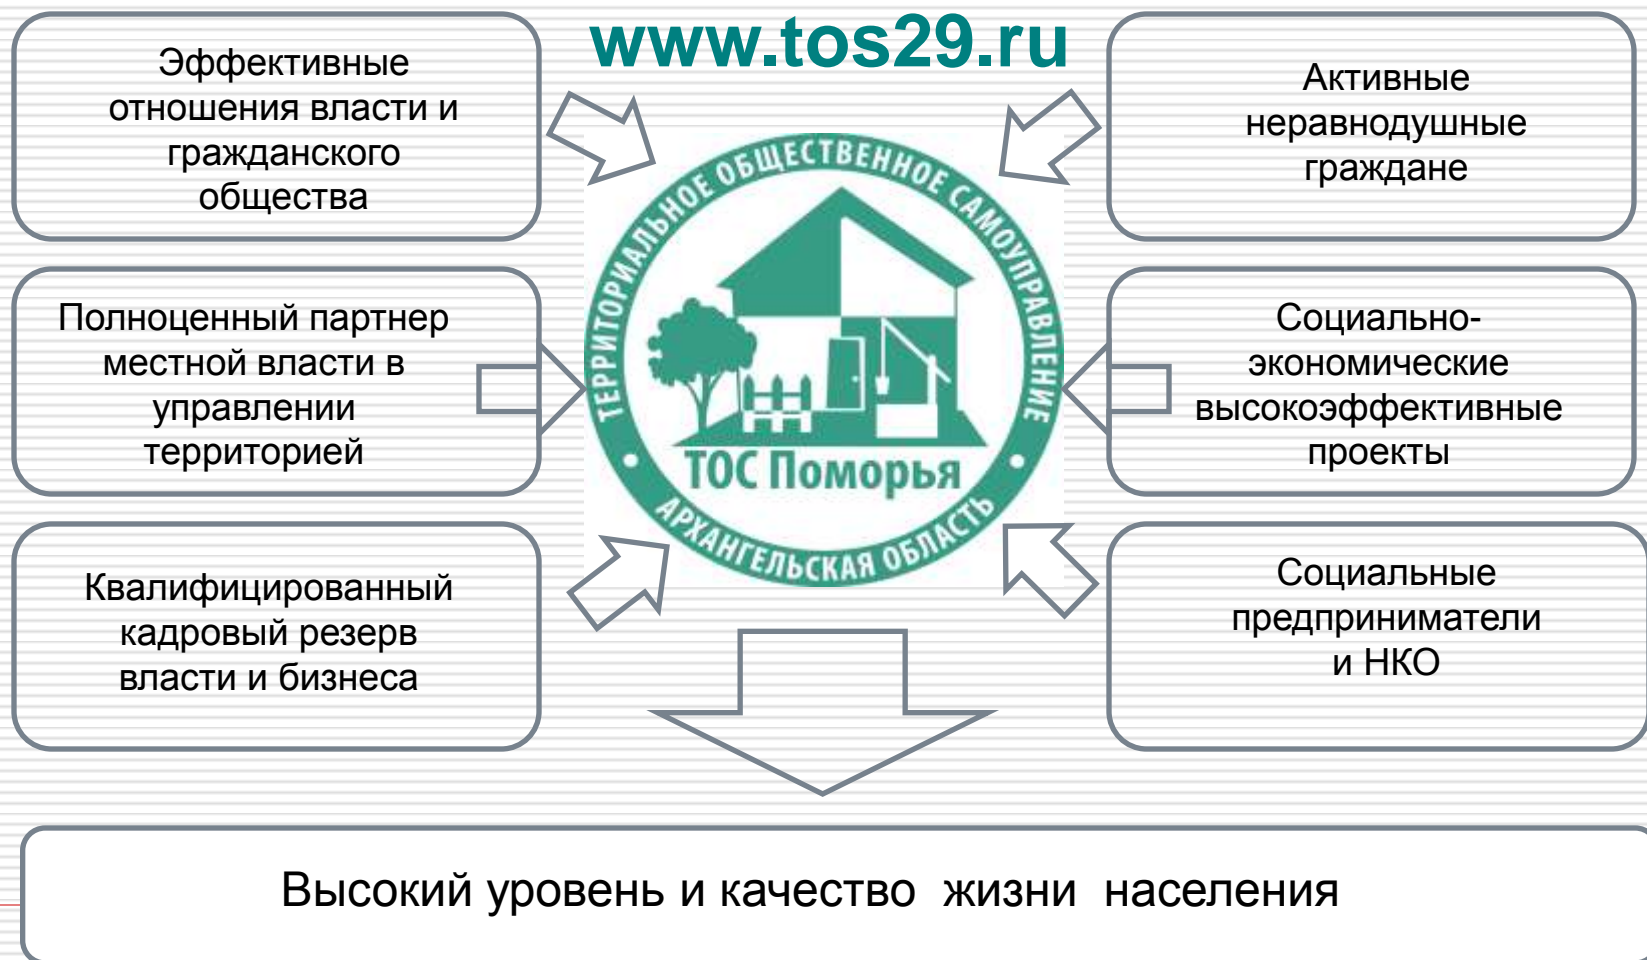 www.tos29.ru
Эффективные
отношения власти и
гражданского
общества
Полноценный партнер
местной власти в
управлении
территорией
Квалифицированный
кадровый резерв
власти и бизнеса
ТЕРРИТОРИАЛЬНОЕ ОБЩЕСТВЕННОЕ САМОУПРАВЛЕНИЕ
ТОС Поморья
АРХАНГЕЛЬСКАЯ ОБЛАСТЬ
Активные
неравнодушные
граждане
Социально-
экономические
высокоэффективные
проекты
Социальные
предприниматели
и НКО
Высокий уровень и качество жизни населения